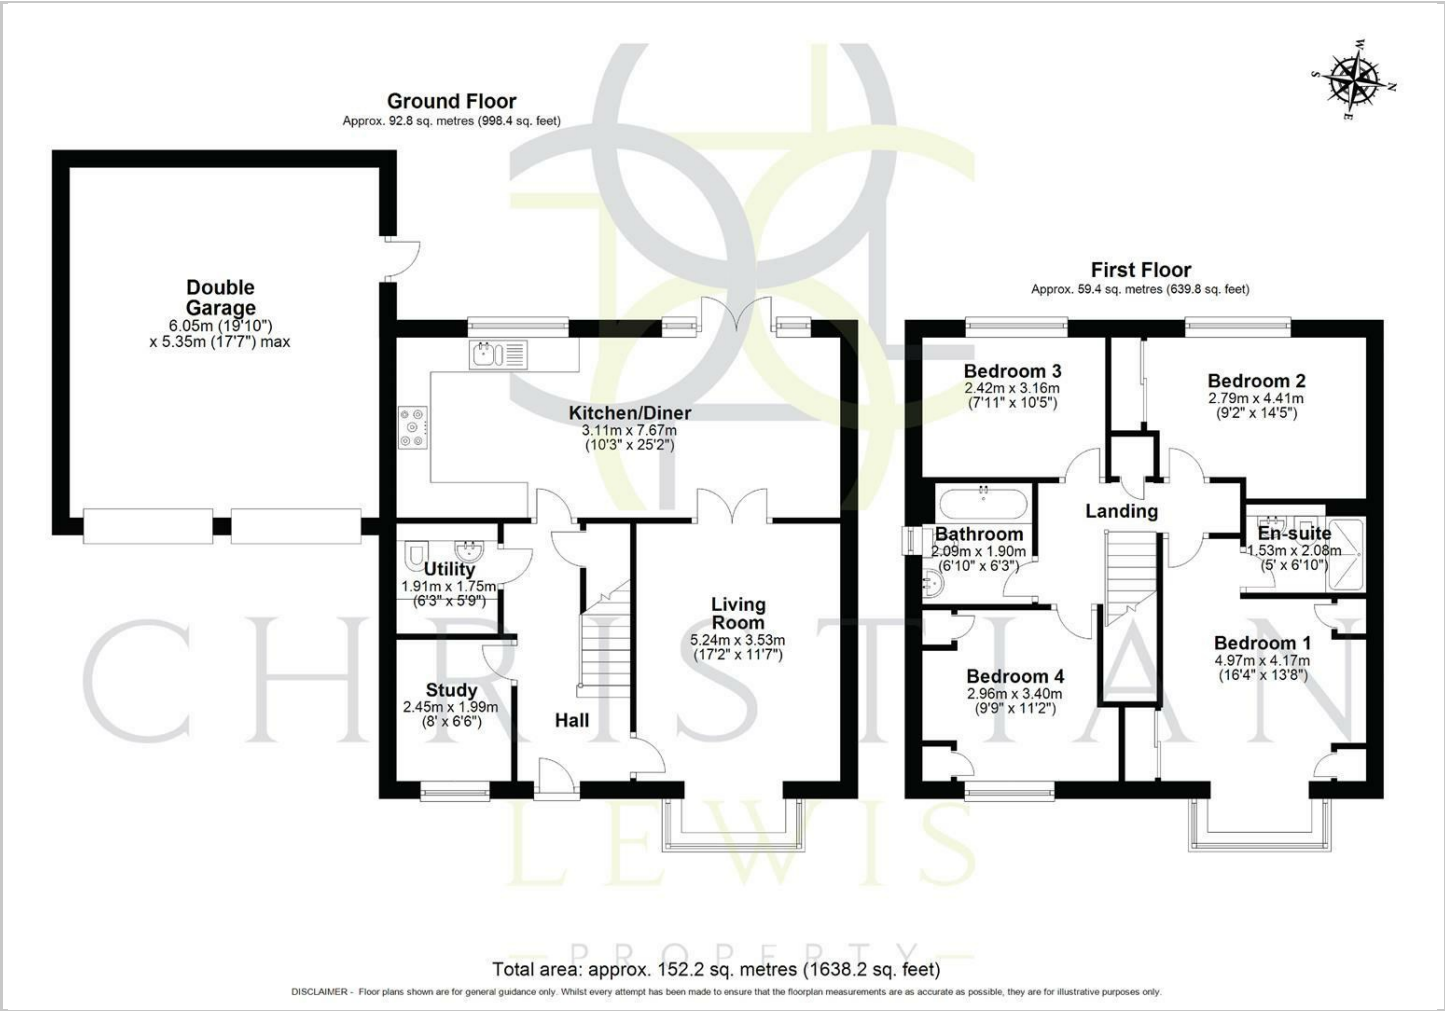 Ground Floor
Approx. 92.8 sq. metres (998.4 sq. feet)
W
N
S
E
Double
Garage
6.05m (19'10")
x 5.35m (17'7") max
Kitchen/Diner
3.11m x 7.67m
(10'3" x 25'2")
Utility
1.91m x 1.75m
(6'3" x 5'9")
Living
Room
5.24m x 3.53m
(17'2" x 11'7")
Study
2.45m x 1.99m
(8' x 6'6")
Hall
First Floor
Approx. 59.4 sq. metres (639.8 sq. feet)
Bedroom 3
2.42m x 3.16m
(7'11" x 10'5")
Bedroom 2
2.79m x 4.41m
(9'2" x 14'5")
Landing
Bathroom
2.09m x 1.90m
(6'10" x 6'3")
En-suite
1.53m x 2.08m
(5' x 6'10")
Bedroom 4
2.96m x 3.40m
(9'9" x 11'2")
Bedroom 1
4.97m x 4.17m
(16'4" x 13'8")
CHRISTIAN
LEWIS
PROPERTY
Total area: approx. 152.2 sq. metres (1638.2 sq. feet)
DISCLAIMER - Floor plans shown are for general guidance only. Whilst every attempt has been made to ensure that the floorplan measurements are as accurate as possible, they are for illustrative purposes only.